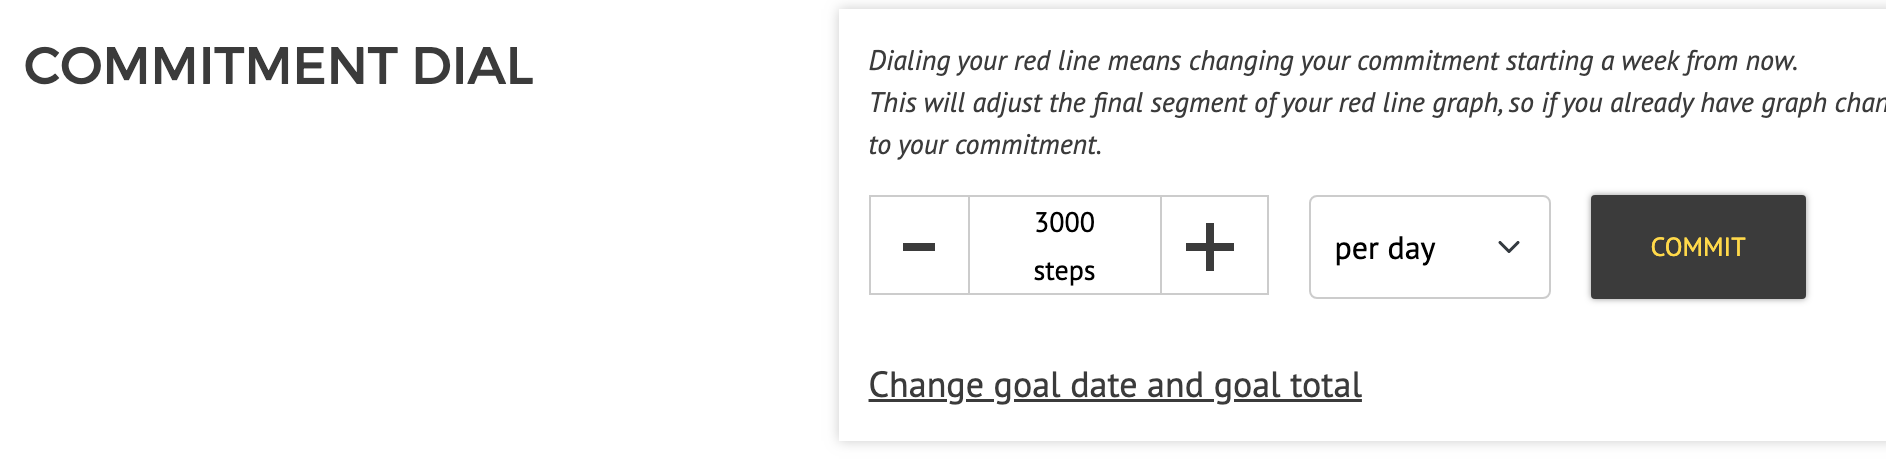 COMMITMENT DIAL
Dialing your red line means changing your commitment starting a week from now.
This will adjust the final segment of your red line graph, so if you already have graph
to your commitment.
3000
steps
per day
COMMIT
Change goal date and goal total